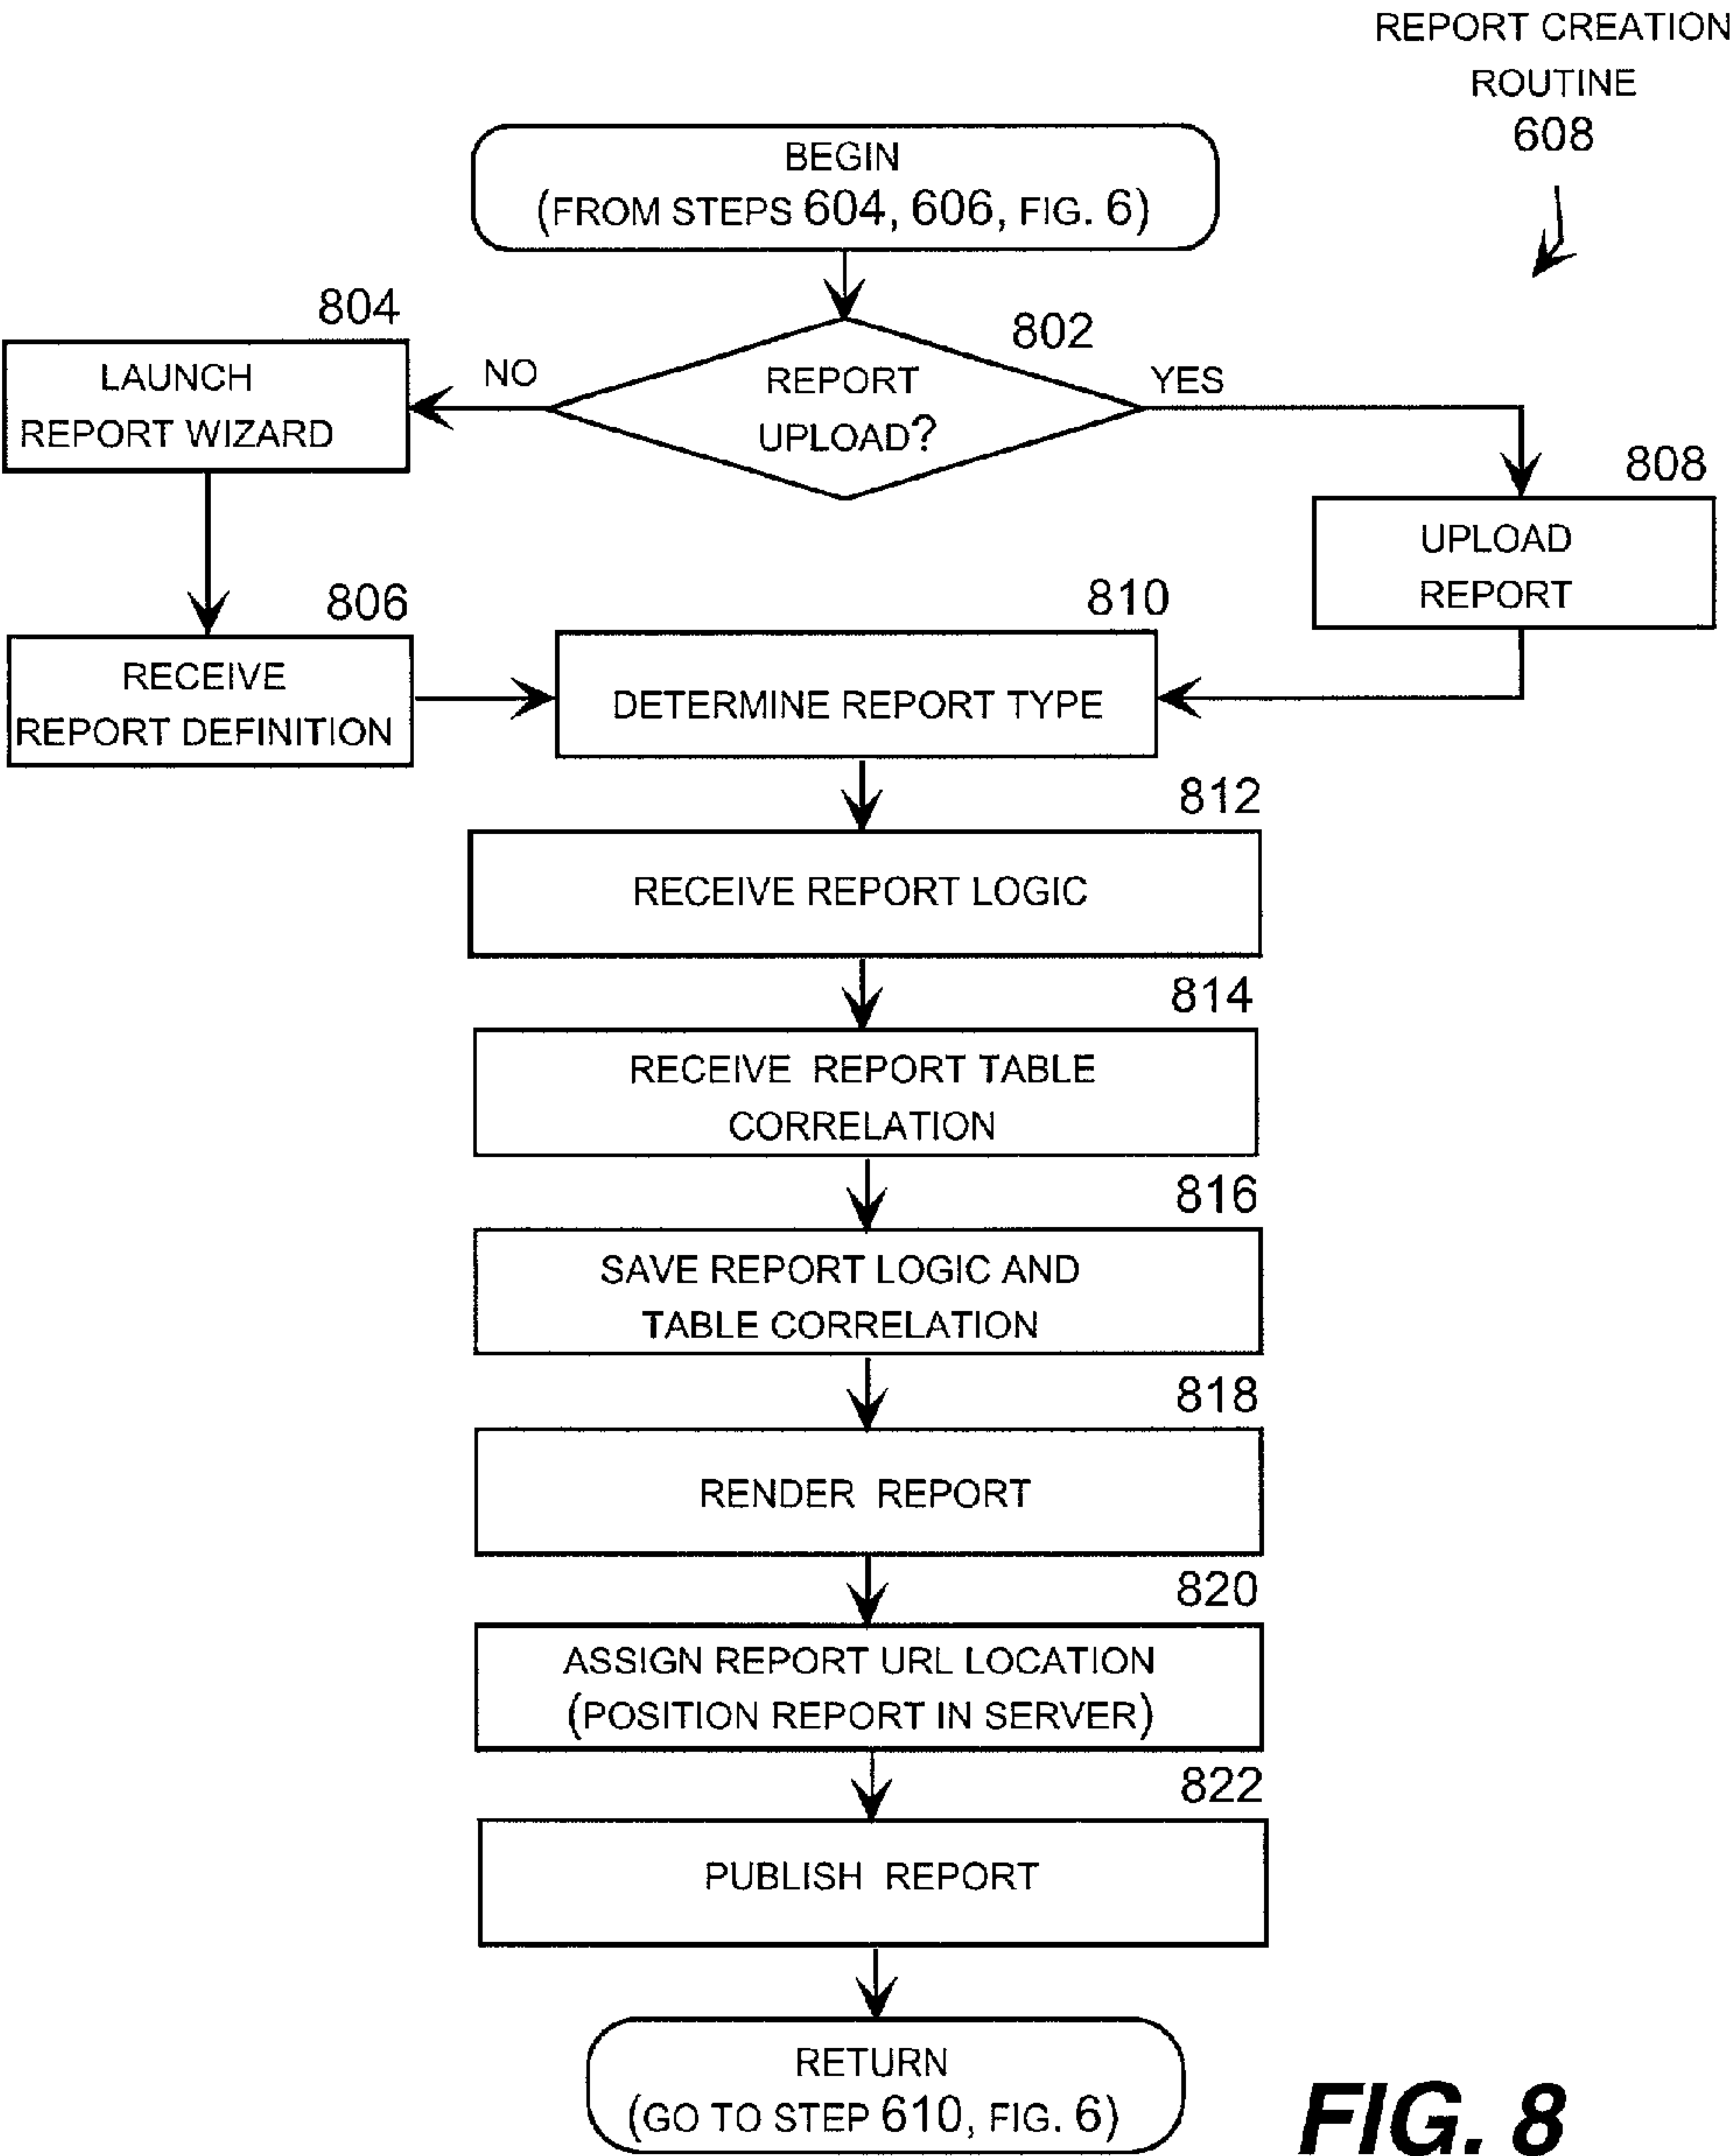 REPORT CREATION
ROUTINE
608
BEGIN
(FROM STEPS 604, 606, FIG. 6)
804
802
LAUNCH
REPORT WIZARD
NO
REPORT
UPLOAD?
YES
808
UPLOAD
REPORT
806
810
RECEIVE
REPORT DEFINITION
DETERMINE REPORT TYPE
812
RECEIVE REPORT LOGIC
814
RECEIVE REPORT TABLE
CORRELATION
816
SAVE REPORT LOGIC AND
TABLE CORRELATION
818
RENDER REPORT
820
ASSIGN REPORT URL LOCATION
(POSITION REPORT IN SERVER)
822
PUBLISH REPORT
RETURN
(GO TO STEP 610, FIG. 6)
FIG. 8